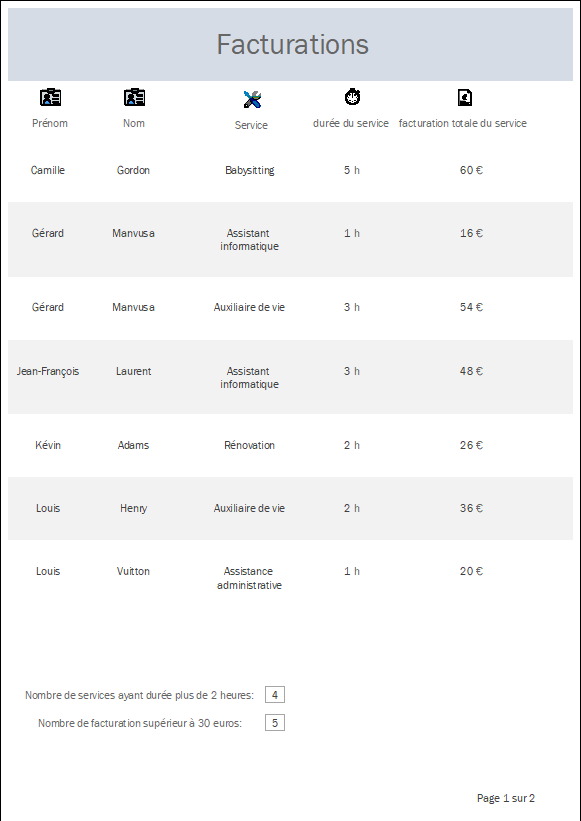 Facturations
Prénom Nom Service durée du service facturation totale du service
Camille Gordon Babysitting 5 h 60 €
Gérard Manvusa Assistant informatique 1 h 16 €
Gérard Manvusa Auxiliaire de vie 3 h 54 €
Jean-François Laurent Assistant informatique 3 h 48 €
Kévin Adams Rénovation 2 h 26 €
Louis Henry Auxiliaire de vie 2 h 36 €
Louis Vuitton Assistance administrative 1 h 20 €
Nombre de services ayant durée plus de 2 heures: 4
Nombre de facturation supérieur à 30 euros: 5
Page 1 sur 2